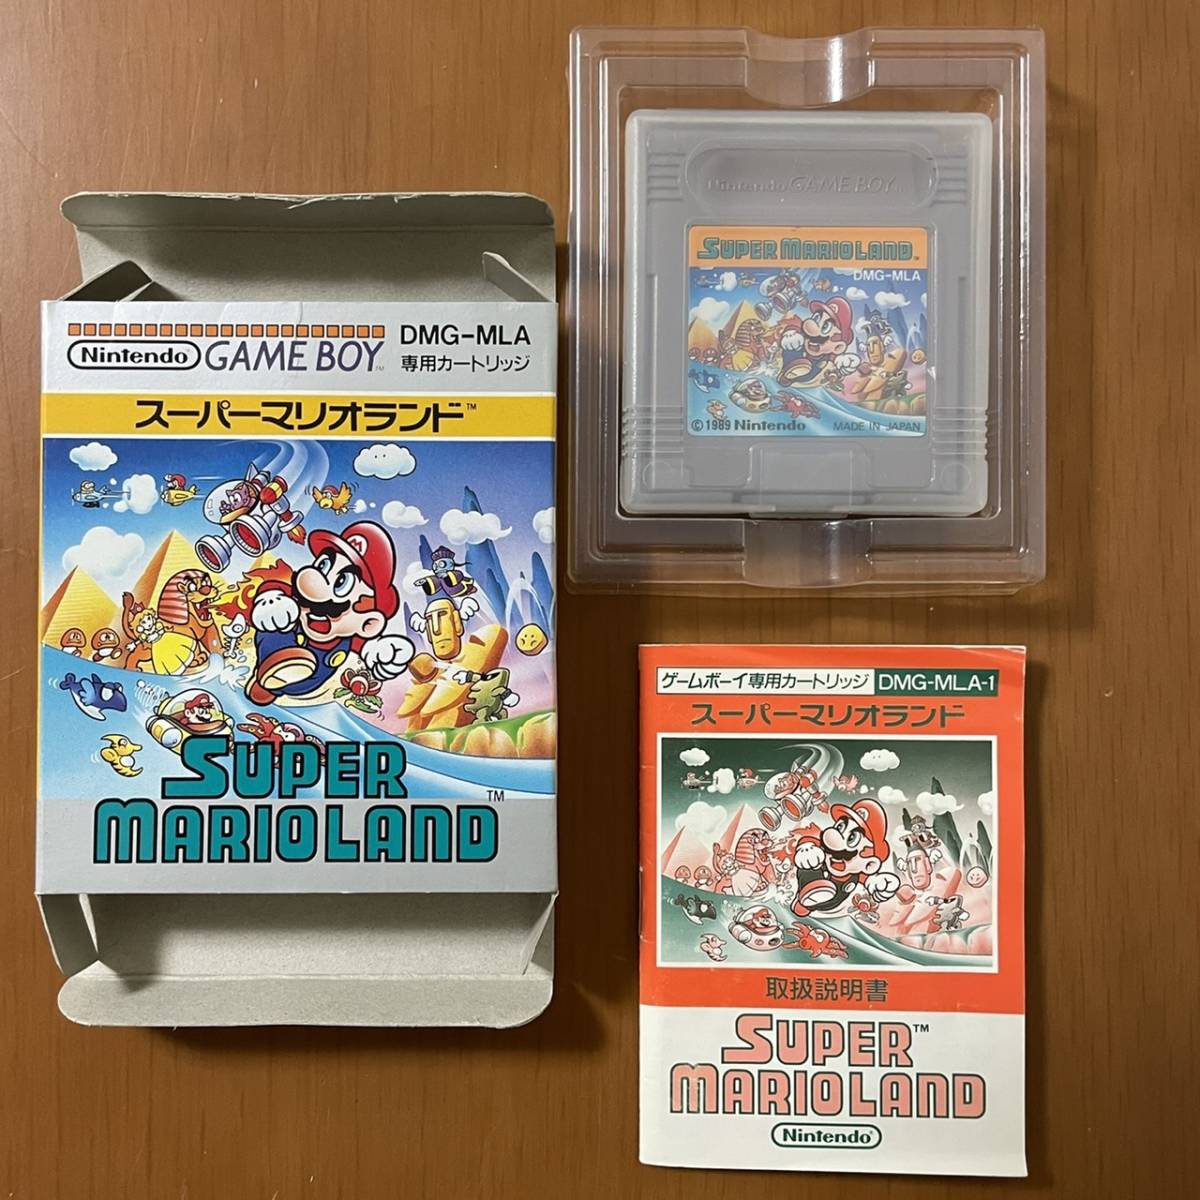 Nintendo GAME BOY™
DMG-MLA
専用カートリッジ
スーパーマリオランド™
M
SUPER
MARIOLAND™
Nintendo GAME BOY™
SUPER MARIOLAND™
DMG-MLA
©1989 Nintendo
MADE IN JAPAN
ゲームボーイ専用カートリッジ DMG-MLA-1
スーパーマリオランド
取扱説明書
SUPER™
MARIOLAND
Nintendo